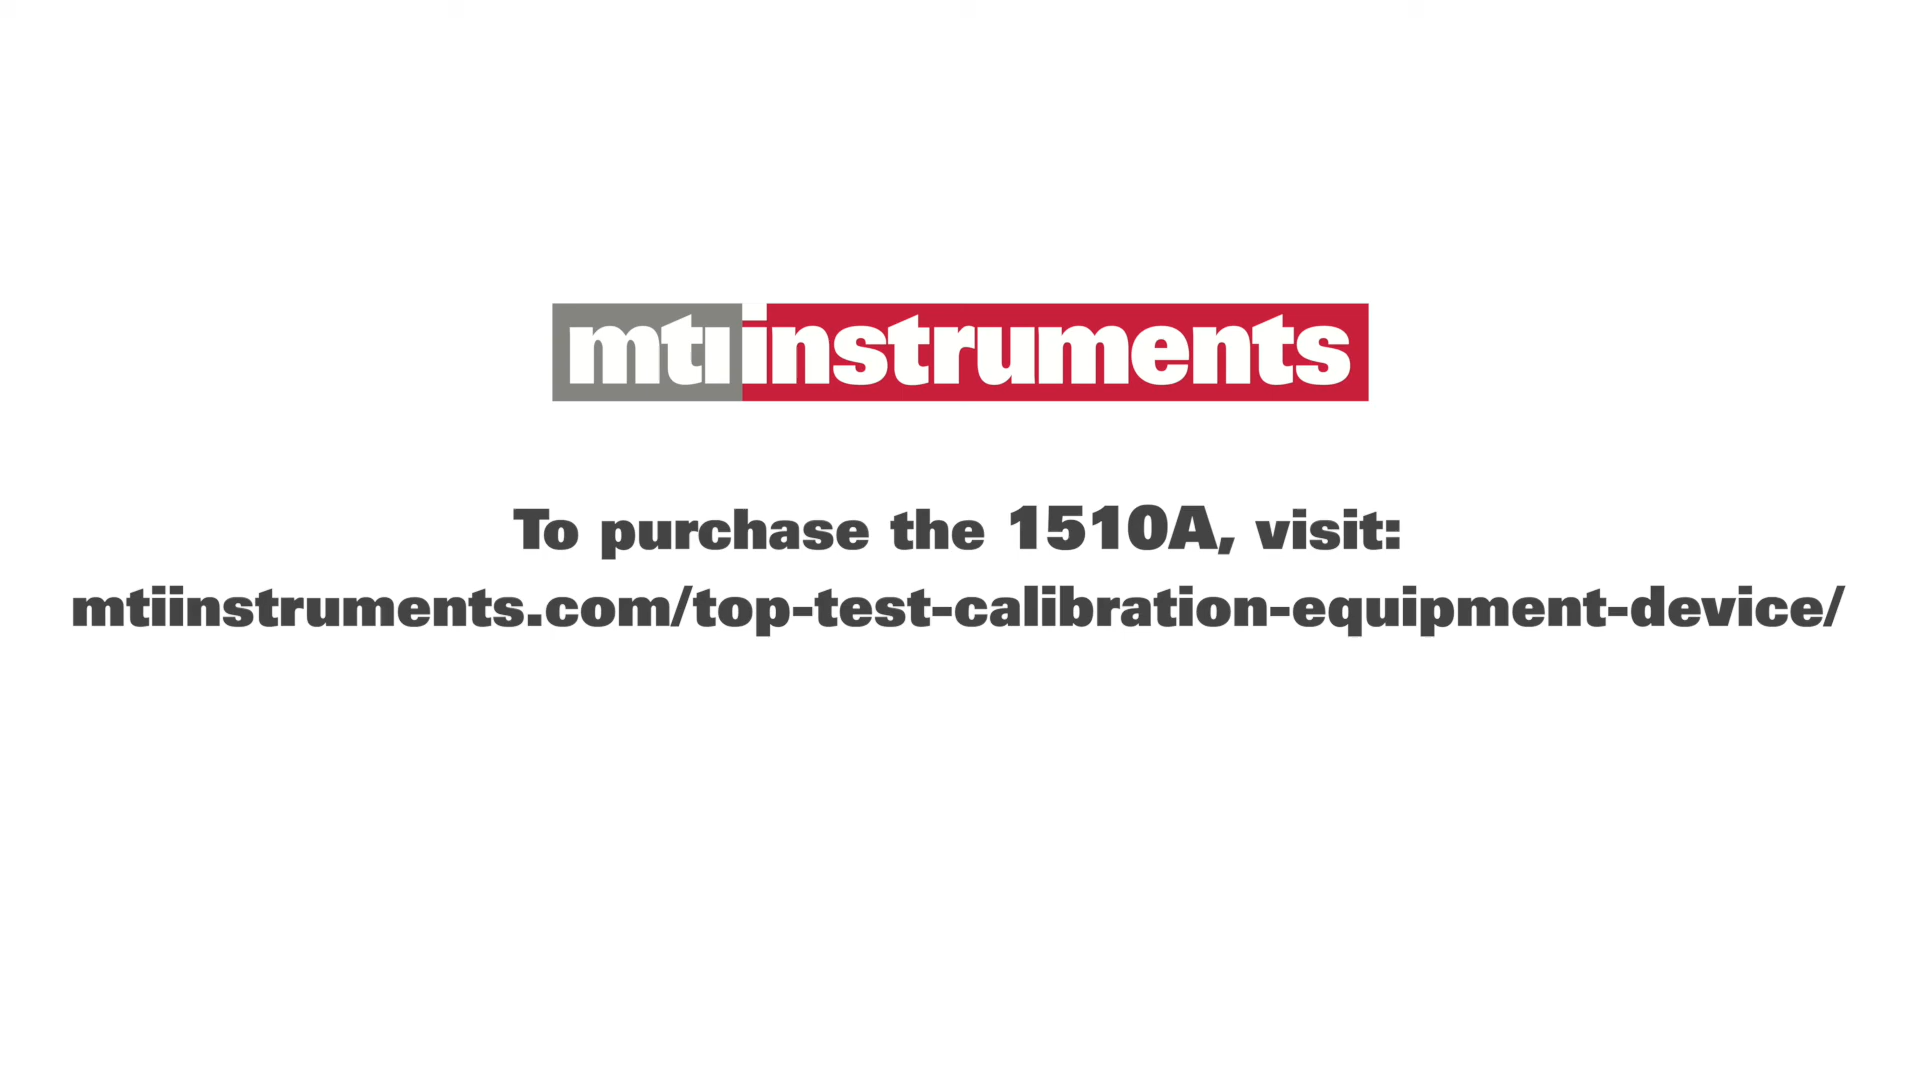 mtiinstruments
To purchase the 1510A, visit:
mtiinstruments.com/top-test-calibration-equipment-device/